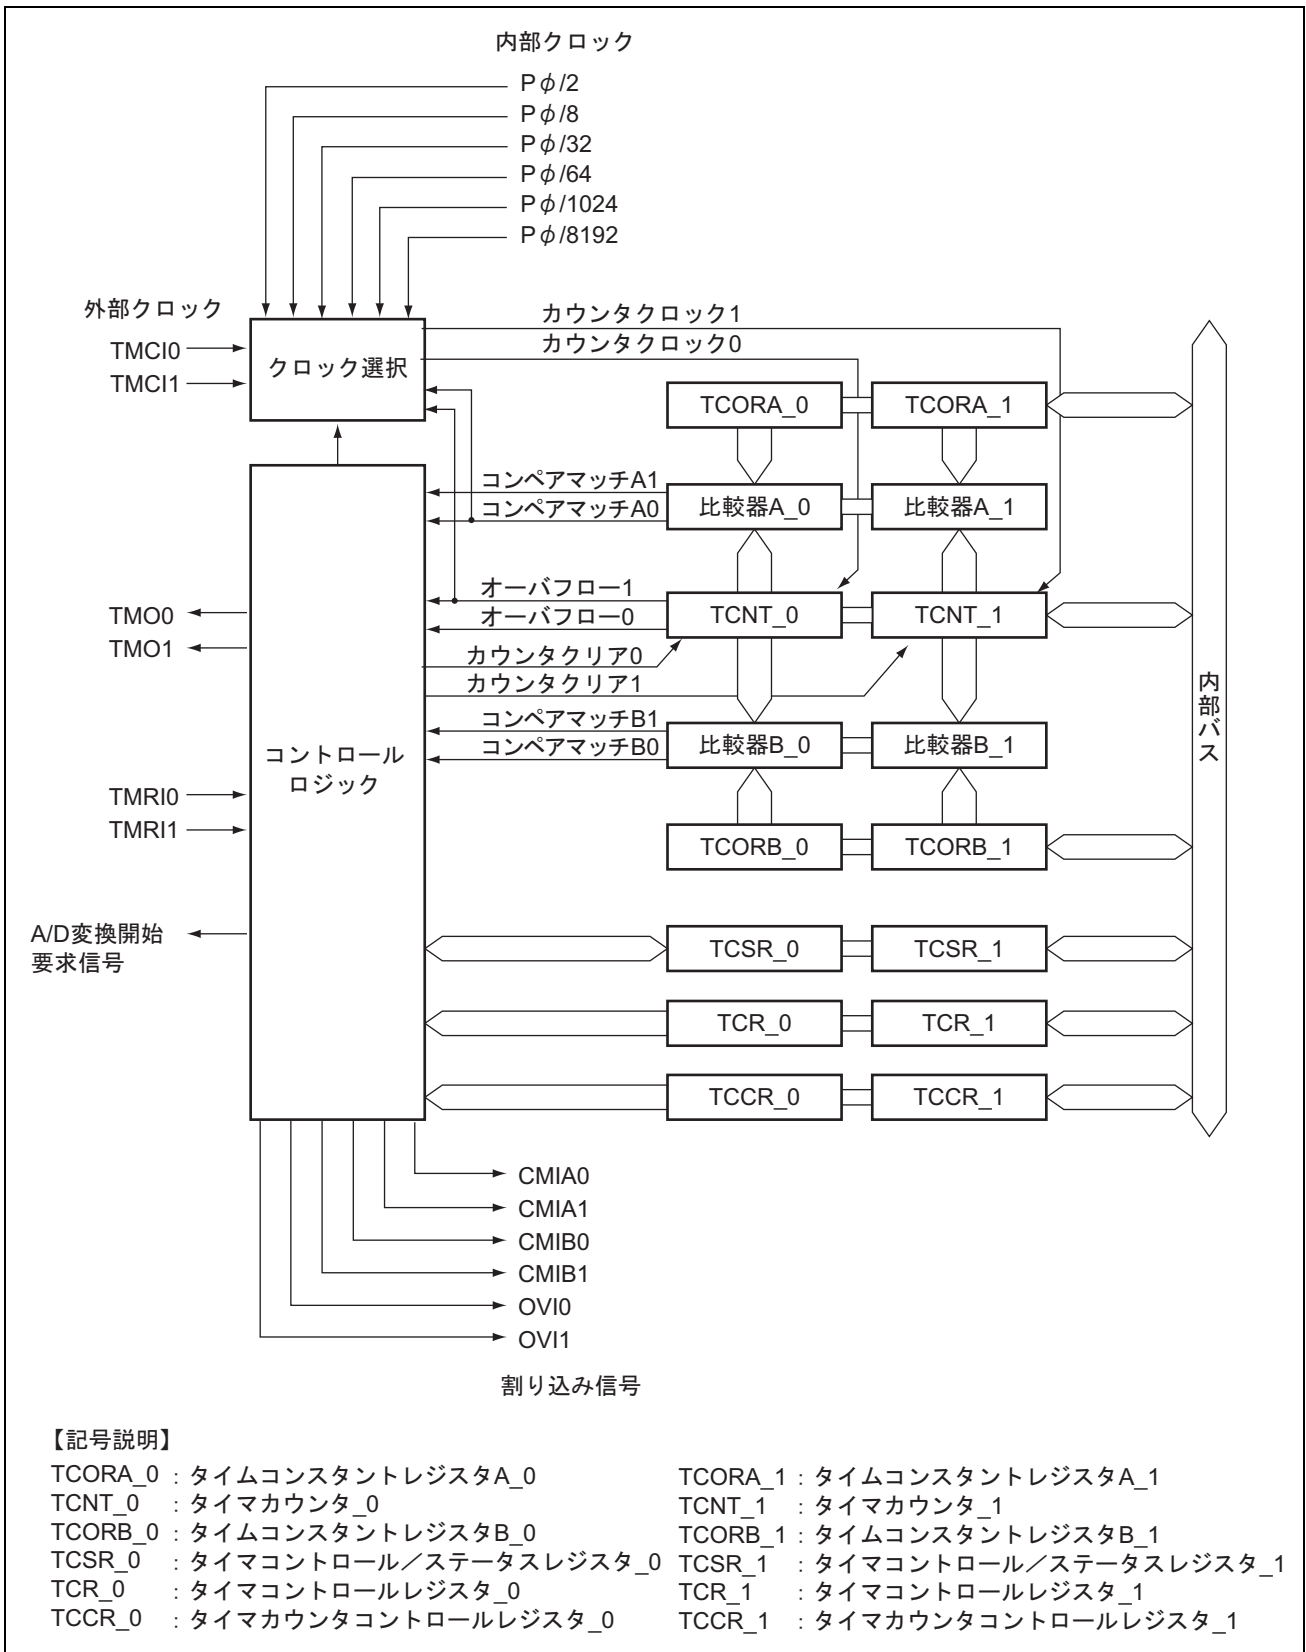 内部クロック
Pφ/2
Pφ/8
Pφ/32
Pφ/64
Pφ/1024
Pφ/8192
外部クロック
TMCI0
TMCI1
クロック選択
カウンタクロック1
カウンタクロック0
TCORA_0
TCORA_1
コンペアマッチA1
コンペアマッチA0
比較器A_0
比較器A_1
オーバフロー1
オーバフロー0
TCNT_0
TCNT_1
TMO0
TMO1
カウンタクリア0
カウンタクリア1
コンペアマッチB1
コンペアマッチB0
比較器B_0
比較器B_1
内部バス
コントロール
ロジック
TMRI0
TMRI1
TCORB_0
TCORB_1
A/D変換開始
要求信号
TCSR_0
TCSR_1
TCR_0
TCR_1
TCCR_0
TCCR_1
CMIA0
CMIA1
CMIB0
CMIB1
OVI0
OVI1
割り込み信号
【記号説明】
TCORA_0 : タイムコンスタントレジスタA_0
TCNT_0 : タイマカウンタ_0
TCORB_0 : タイムコンスタントレジスタB_0
TCSR_0 : タイマコントロール／ステータスレジスタ_0
TCR_0 : タイマコントロールレジスタ_0
TCCR_0 : タイマカウンタコントロールレジスタ_0
TCORA_1 : タイムコンスタントレジスタA_1
TCNT_1 : タイマカウンタ_1
TCORB_1 : タイムコンスタントレジスタB_1
TCSR_1 : タイマコントロール／ステータスレジスタ_1
TCR_1 : タイマコントロールレジスタ_1
TCCR_1 : タイマカウンタコントロールレジスタ_1